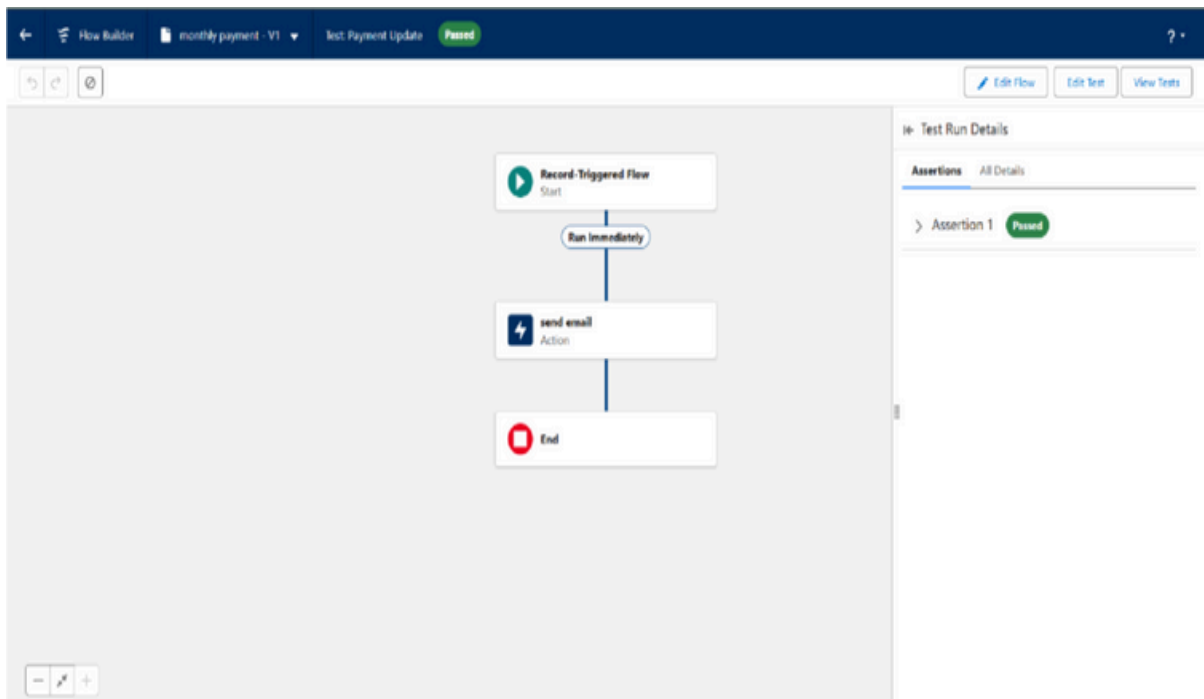 Flow Builder
monthly payment - V1
Test: Payment Update
Passed
?
Edit Flow
Edit Test
View Tests
Record-Triggered Flow
Start
Run Immediately
send email
Action
End
Test Run Details
Assertions
All Details
Assertion 1
Passed